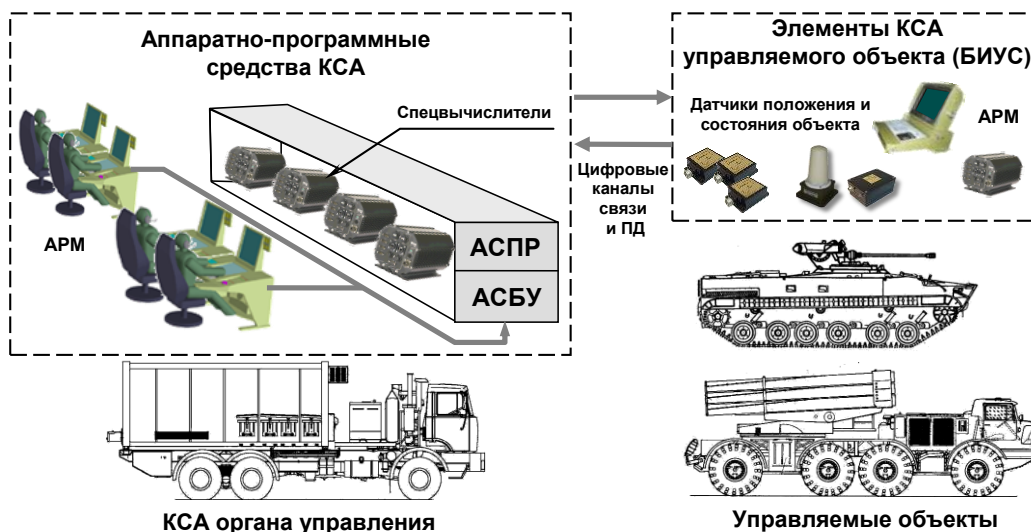 Аппаратно-программные
средства КСА
Спецвычислители
АРМ
АСПР
АСБУ
Цифровые
каналы
связи
и ПД
Элементы КСА
управляемого объекта (БИУС)
Датчики положения и
состояния объекта
АРМ
КСА органа управления
Управляемые объекты